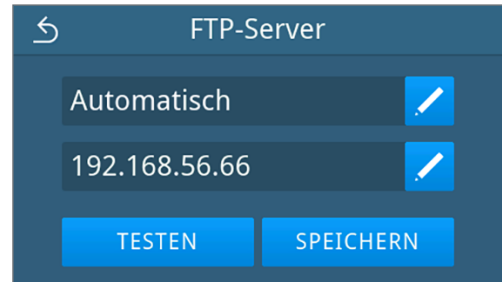 FTP-Server
Automatisch
192.168.56.66
TESTEN SPEICHERN